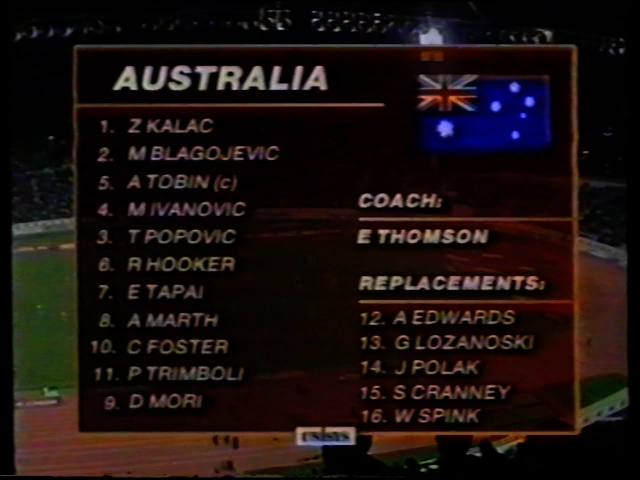 AUSTRALIA
1. Z KALAC
2. M BLAGOJEVIC
5. A TOBIN (c)
4. M IVANOVIC
3. T POPOVIC
6. R HOOKER
7. E TAPAI
8. A MARTH
10. C FOSTER
11. P TRIMBOLI
9. D MORI
COACH:
E THOMSON
REPLACEMENTS:
12. A EDWARDS
13. G LOZANOSKI
14. J POLAK
15. S CRANNEY
16. W SPINK
UNISYS